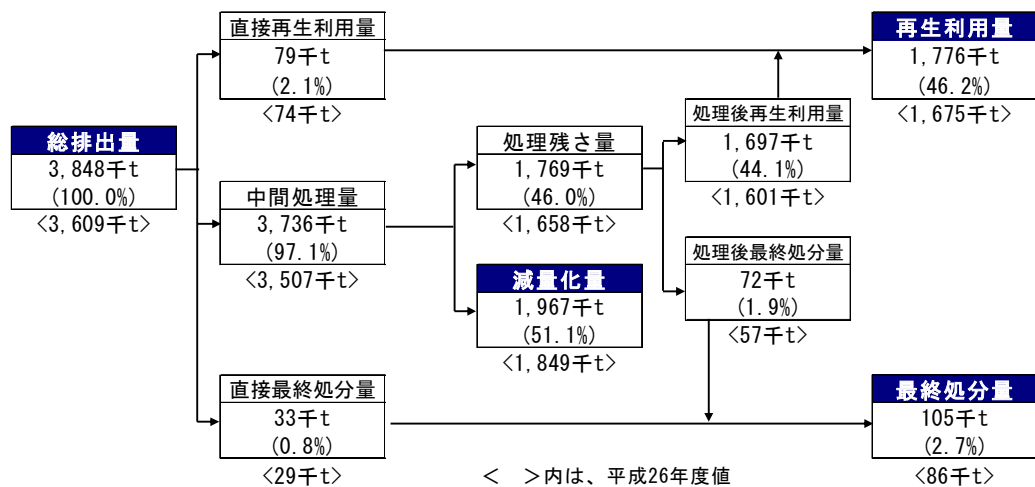 直接再生利用量
79千t
(2.1%)
<74千t>
再生利用量
1,776千t
(46.2%)
<1,675千t>
総排出量
3,848千t
(100.0%)
<3,609千t>
中間処理量
3,736千t
(97.1%)
<3,507千t>
処理残さ量
1,769千t
(46.0%)
<1,658千t>
処理後再生利用量
1,697千t
(44.1%)
<1,601千t>
減量化量
1,967千t
(51.1%)
<1,849千t>
処理後最終処分量
72千t
(1.9%)
<57千t>
直接最終処分量
33千t
(0.8%)
<29千t>
最終処分量
105千t
(2.7%)
<86千t>
<　>内は、平成26年度値